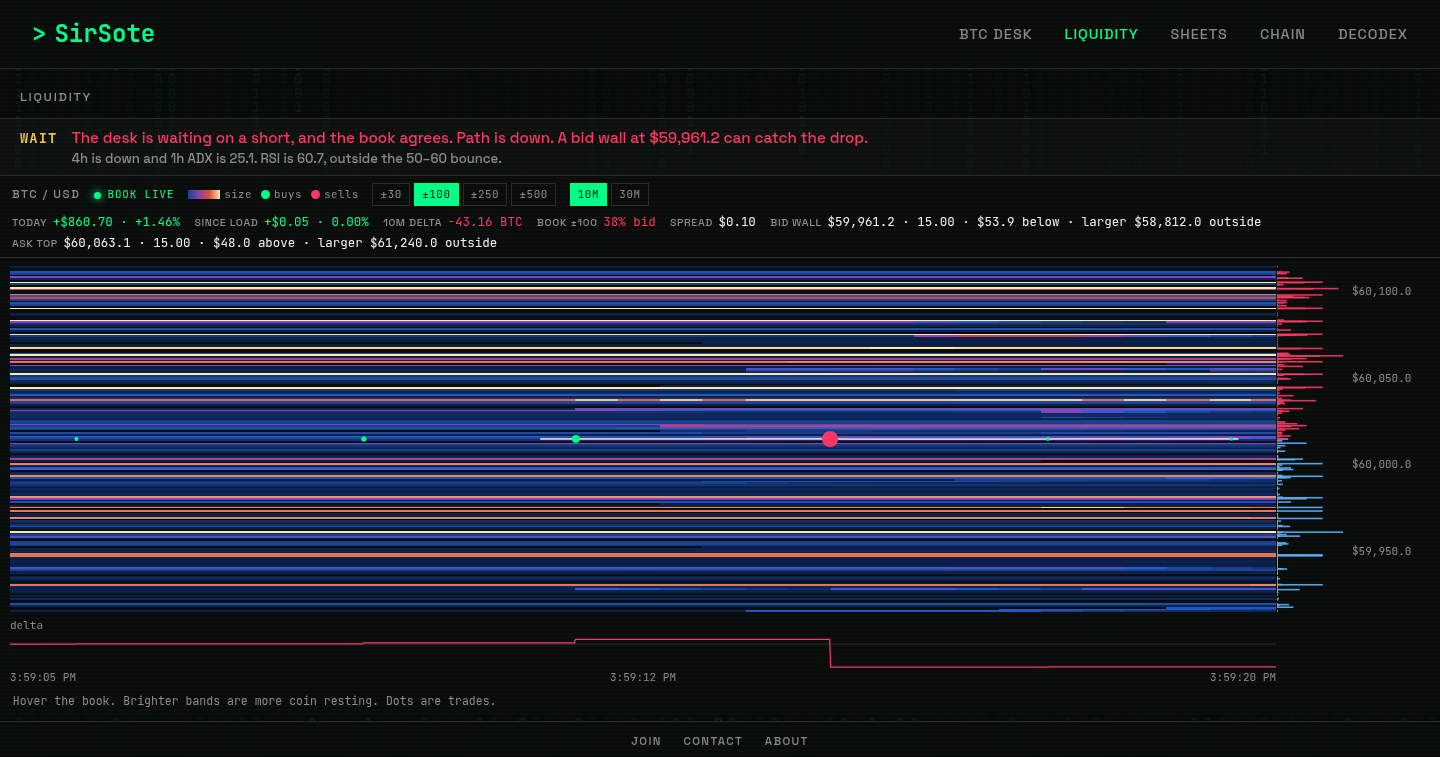 > SirSote
BTC DESK LIQUIDITY SHEETS CHAIN DECODEX
LIQUIDITY
WAIT The desk is waiting on a short, and the book agrees. Path is down. A bid wall at $59,961.2 can catch the drop.
4h is down and 1h ADX is 25.1. RSI is 60.7, outside the 50–60 bounce.
BTC / USD BOOK LIVE size buys sells ±30 ±100 ±250 ±500 10M 30M
TODAY +$860.70 · +1.46% SINCE LOAD +$0.05 · 0.00% 10M DELTA -43.16 BTC BOOK ±100 38% bid SPREAD $0.10 BID WALL $59,961.2 · 15.00 · $53.9 below · larger $58,812.0 outside
ASK TOP $60,063.1 · 15.00 · $48.0 above · larger $61,240.0 outside
$60,100.0
$60,050.0
$60,000.0
$59,950.0
delta
3:59:05 PM 3:59:12 PM 3:59:20 PM
Hover the book. Brighter bands are more coin resting. Dots are trades.
JOIN CONTACT ABOUT